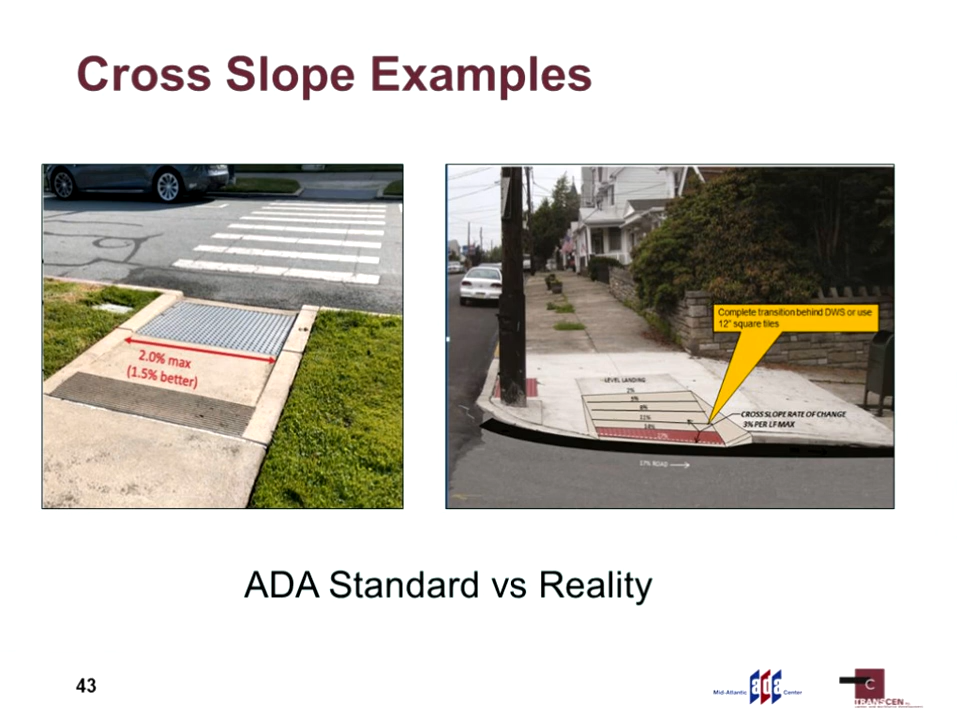 Cross Slope Examples
2.0% max
(1.5% better)
Complete transition behind DWS or use
12" square tiles
LEVEL LANDING
2%
5%
8%
11%
14%
17%
CROSS SLOPE RATE OF CHANGE
3% PER LF MAX
17% ROAD
ADA Standard vs Reality
43
Mid-Atlantic ada Center
C
TRANSCEN